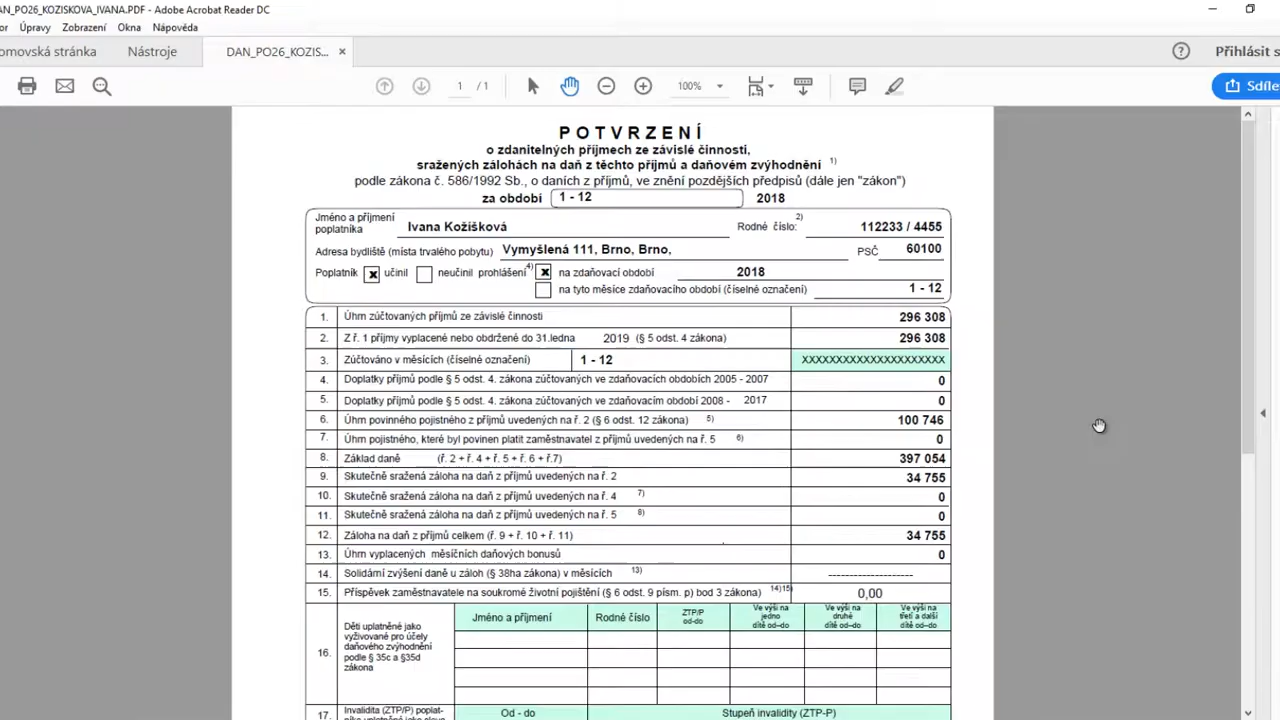 AN_PO26_KOZISKOVA_IVANA.PDF - Adobe Acrobat Reader DC
or Úpravy Zobrazení Okna Nápověda
omovská stránka Nástroje DAN_PO26_KOZIS... × Přihlásit s
1 / 1 100% Sdíle
POTVRZENÍ
o zdanitelných příjmech ze závislé činnosti,
sražených zálohách na daň z těchto příjmů a daňovém zvýhodnění 1)
podle zákona č. 586/1992 Sb., o daních z příjmů, ve znění pozdějších předpisů (dále jen "zákon")
za období 1 - 12 2018
Jméno a příjmení poplatníka Ivana Kožíšková Rodné číslo: 2) 112233 / 4455
Adresa bydliště (místa trvalého pobytu) Vymyšlená 111, Brno, Brno, PSČ 60100
Poplatník x učinil neučinil prohlášení 4) x na zdaňovací období 2018
na tyto měsíce zdaňovacího období (číselné označení) 1 - 12
1. Úhrn zúčtovaných příjmů ze závislé činnosti 296 308
2. Z ř. 1 příjmy vyplacené nebo obdržené do 31.ledna 2019 (§ 5 odst. 4 zákona) 296 308
3. Zúčtováno v měsících (číselné označení) 1 - 12 XXXXXXXXXXXXXXXXXXXXX
4. Doplatky příjmů podle § 5 odst. 4. zákona zúčtovaných ve zdaňovacích obdobích 2005 - 2007 0
5. Doplatky příjmů podle § 5 odst. 4. zákona zúčtovaných ve zdaňovacím období 2008 - 2017 0
6. Úhrn povinného pojistného z příjmů uvedených na ř. 2 (§ 6 odst. 12 zákona) 5) 100 746
7. Úhrn pojistného, které byl povinen platit zaměstnavatel z příjmů uvedených na ř. 5 6) 0
8. Základ daně (ř. 2 + ř. 4 + ř. 5 + ř. 6 + ř.7) 397 054
9. Skutečně sražená záloha na daň z příjmů uvedených na ř. 2 34 755
10. Skutečně sražená záloha na daň z příjmů uvedených na ř. 4 7) 0
11. Skutečně sražená záloha na daň z příjmů uvedených na ř. 5 8) 0
12. Záloha na daň z příjmů celkem (ř. 9 + ř. 10 + ř. 11) 34 755
13. Úhrn vyplacených měsíčních daňových bonusů 0
14. Solidární zvýšení daně u záloh (§ 38ha zákona) v měsících 13) --------------------
15. Příspěvek zaměstnavatele na soukromé životní pojištění (§ 6 odst. 9 písm. p) bod 3 zákona) 14)15) 0,00
16. Děti uplatněné jako vyživované pro účely daňového zvýhodnění podle § 35c a §35d zákona
Jméno a příjmení Rodné číslo ZTP/P od-do Ve výši na jedno dítě od–do Ve výši na druhé dítě od–do Ve výši na třetí a další dítě od–do
17. Invalidita (ZTP/P) poplat- Od - do Stupeň invalidity (ZTP-P)